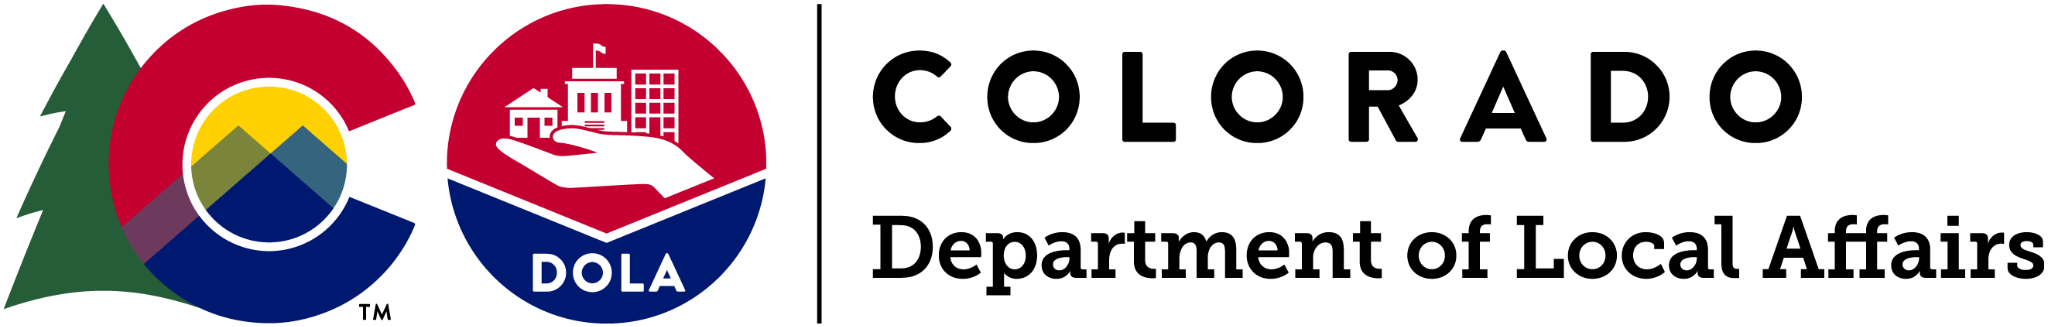 TM
DOLA
COLORADO
Department of Local Affairs